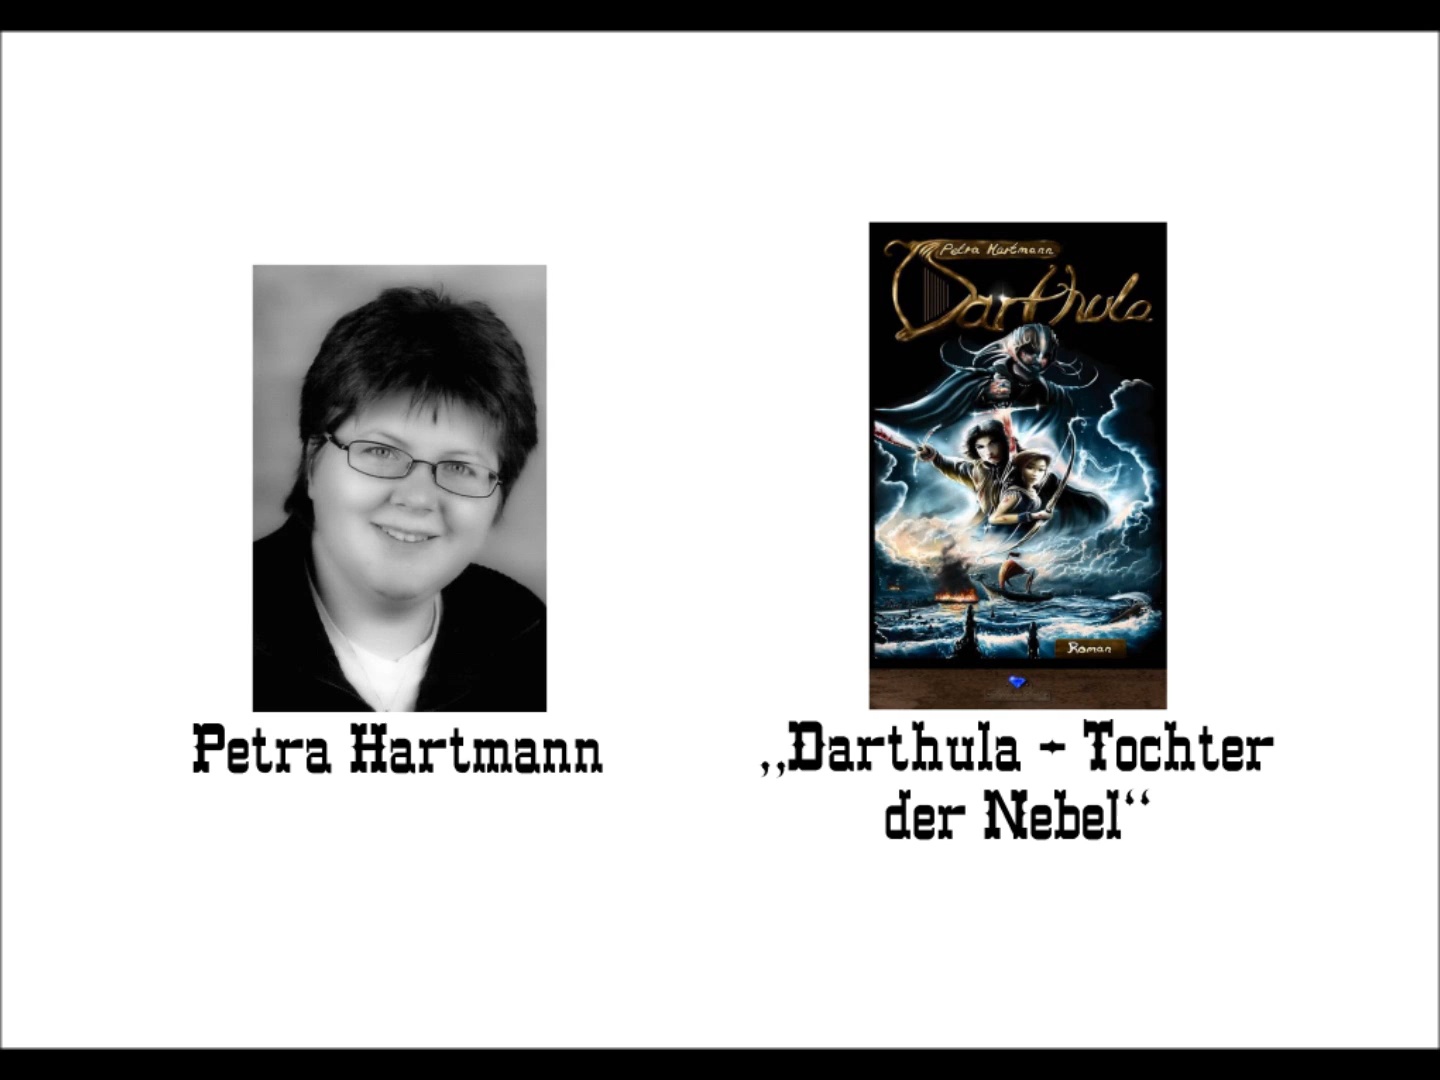 Petra Hartmann
Darthula
Roman
Petra Hartmann
„Darthula - Tochter
der Nebel“